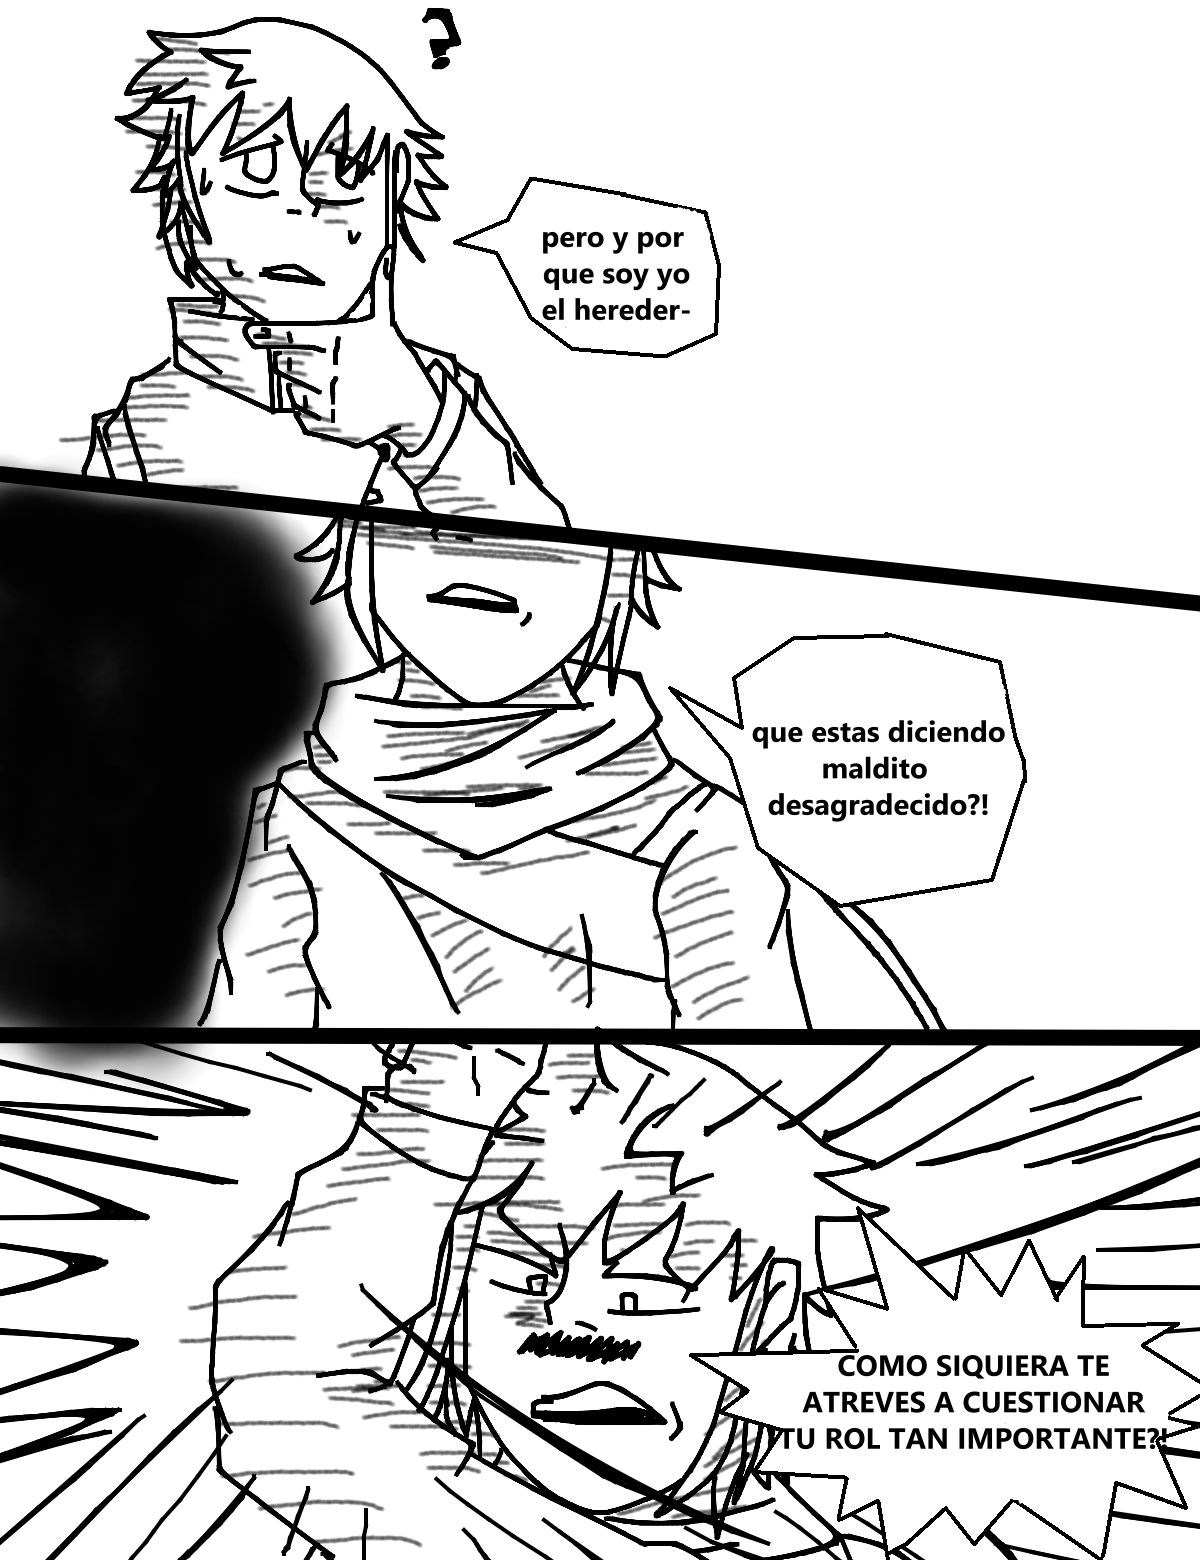 ?
pero y por
que soy yo
el hereder-
que estas diciendo
maldito
desagradecido?!
COMO SIQUIERA TE
ATREVES A CUESTIONAR
TU ROL TAN IMPORTANTE?!